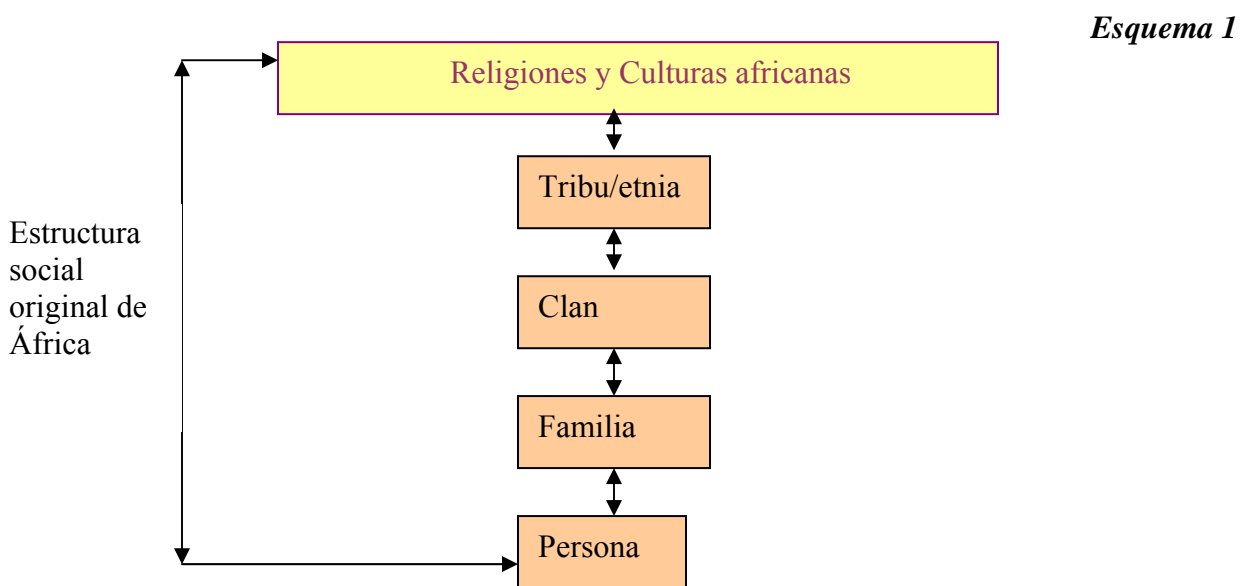 Esquema 1
Religiones y Culturas africanas
Tribu/etnia
Estructura
social
original de
África
Clan
Familia
Persona